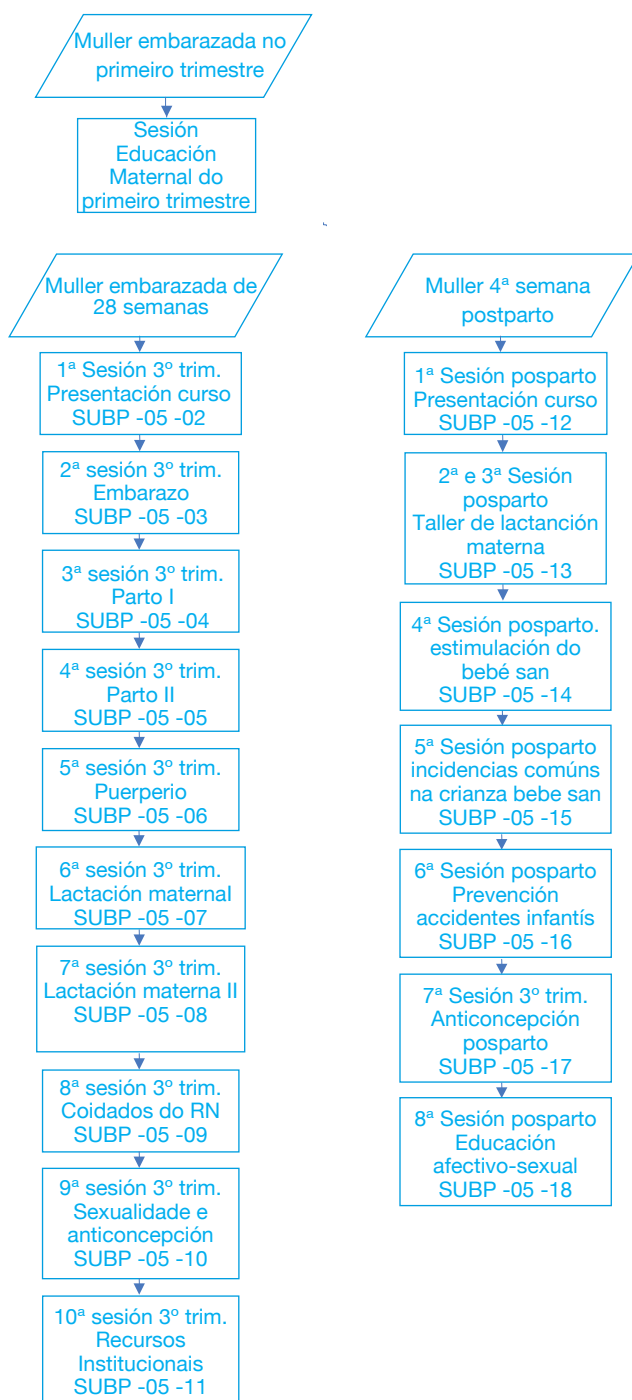 Muller embarazada no
primeiro trimestre
Sesión
Educación
Maternal do
primeiro trimestre
Muller embarazada de
28 semanas
1ª Sesión 3º trim.
Presentación curso
SUBP -05 -02
2ª sesión 3º trim.
Embarazo
SUBP -05 -03
3ª sesión 3º trim.
Parto I
SUBP -05 -04
4ª sesión 3º trim.
Parto II
SUBP -05 -05
5ª sesión 3º trim.
Puerperio
SUBP -05 -06
6ª sesión 3º trim.
Lactación maternaI
SUBP -05 -07
7ª sesión 3º trim.
Lactación materna II
SUBP -05 -08
8ª sesión 3º trim.
Coidados do RN
SUBP -05 -09
9ª sesión 3º trim.
Sexualidade e
anticoncepción
SUBP -05 -10
10ª sesión 3º trim.
Recursos
Institucionais
SUBP -05 -11
Muller 4ª semana
postparto
1ª Sesión posparto
Presentación curso
SUBP -05 -12
2ª e 3ª Sesión
posparto
Taller de lactanción
materna
SUBP -05 -13
4ª Sesión posparto.
estimulación do
bebé san
SUBP -05 -14
5ª Sesión posparto
incidencias comúns
na crianza bebe san
SUBP -05 -15
6ª Sesión posparto
Prevención
accidentes infantís
SUBP -05 -16
7ª Sesión 3º trim.
Anticoncepción
posparto
SUBP -05 -17
8ª Sesión posparto
Educación
afectivo-sexual
SUBP -05 -18